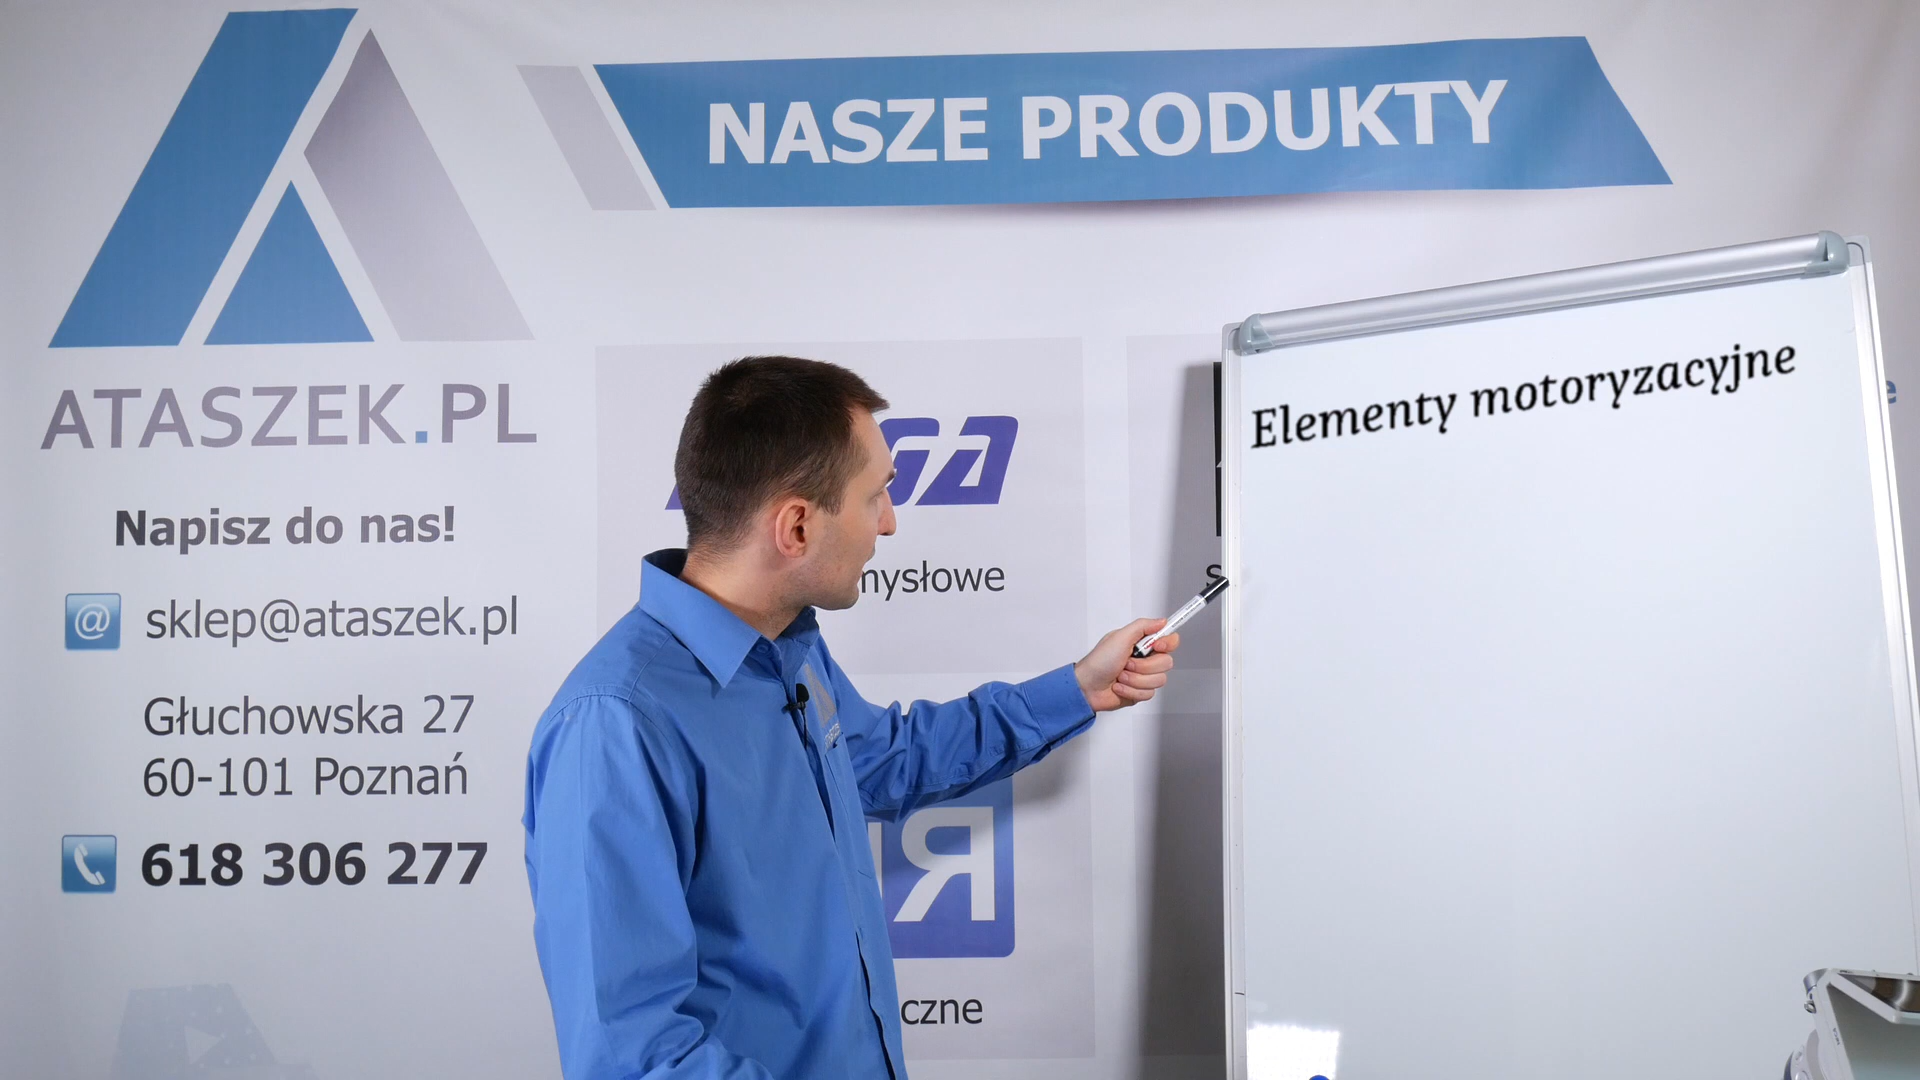 NASZE PRODUKTY
ATASZEK.PL
Napisz do nas!
@ sklep@ataszek.pl
Głuchowska 27
60-101 Poznań
618 306 277
Elementy motoryzacyjne